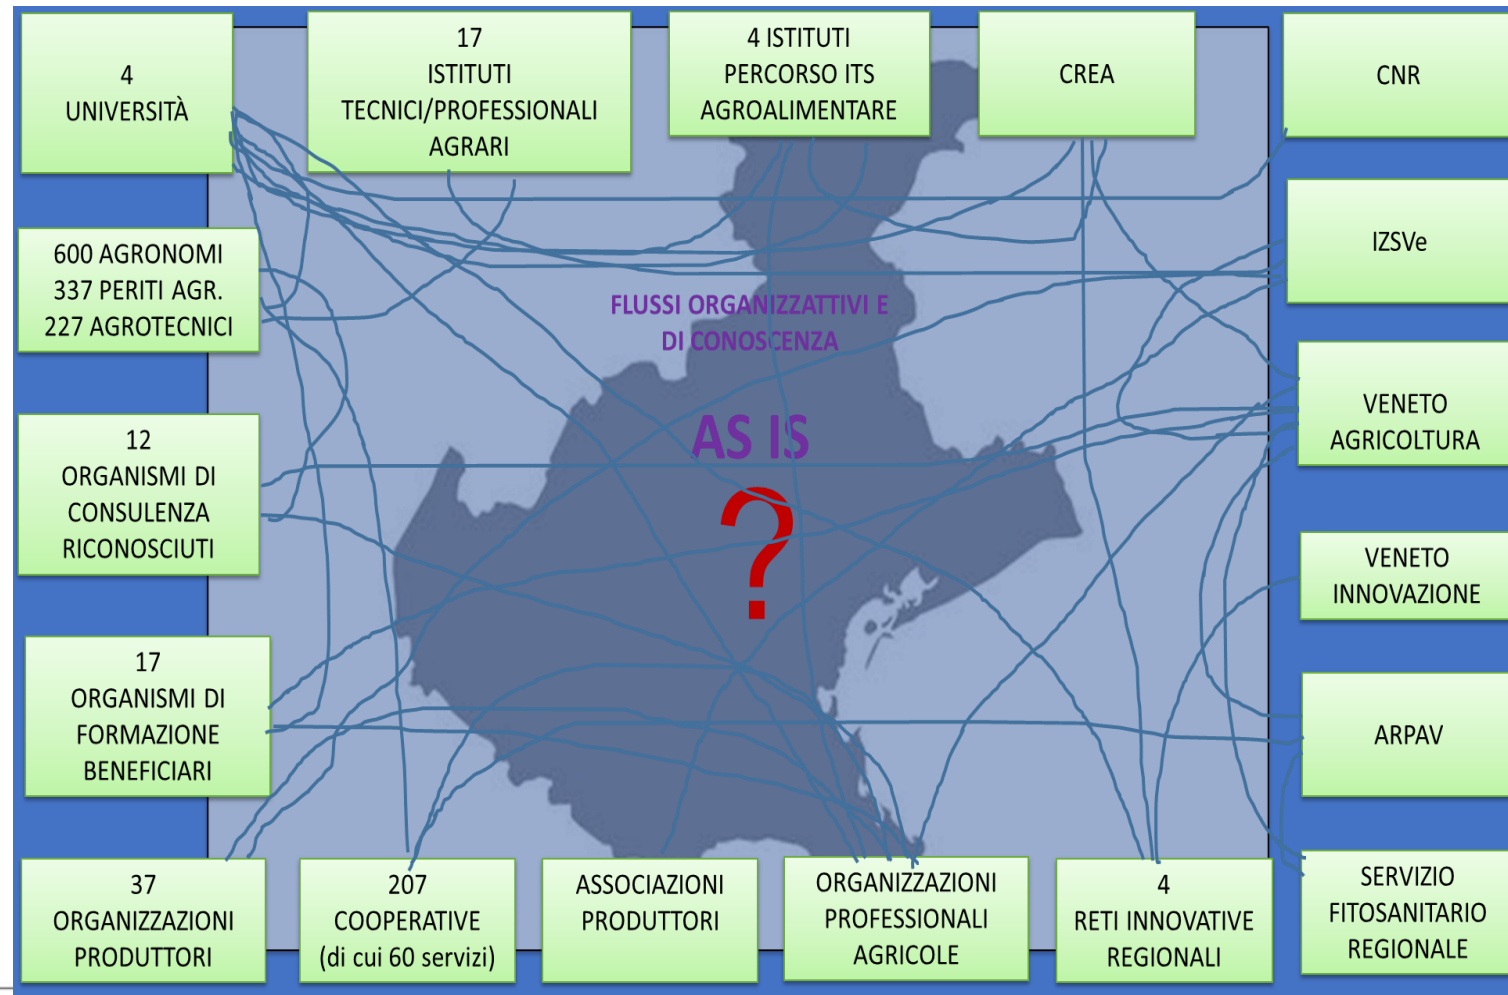 4
UNIVERSITÀ
17
ISTITUTI
TECNICI/PROFESSIONALI
AGRARI
4 ISTITUTI
PERCORSO ITS
AGROALIMENTARE
CREA
CNR
600 AGRONOMI
337 PERITI AGR.
227 AGROTECNICI
IZSVe
FLUSSI ORGANIZZATTIVI E
DI CONOSCENZA
AS IS
?
12
ORGANISMI DI
CONSULENZA
RICONOSCIUTI
VENETO
AGRICOLTURA
VENETO
INNOVAZIONE
17
ORGANISMI DI
FORMAZIONE
BENEFICIARI
ARPAV
37
ORGANIZZAZIONI
PRODUTTORI
207
COOPERATIVE
(di cui 60 servizi)
ASSOCIAZIONI
PRODUTTORI
ORGANIZZAZIONI
PROFESSIONALI
AGRICOLE
4
RETI INNOVATIVE
REGIONALI
SERVIZIO
FITOSANITARIO
REGIONALE